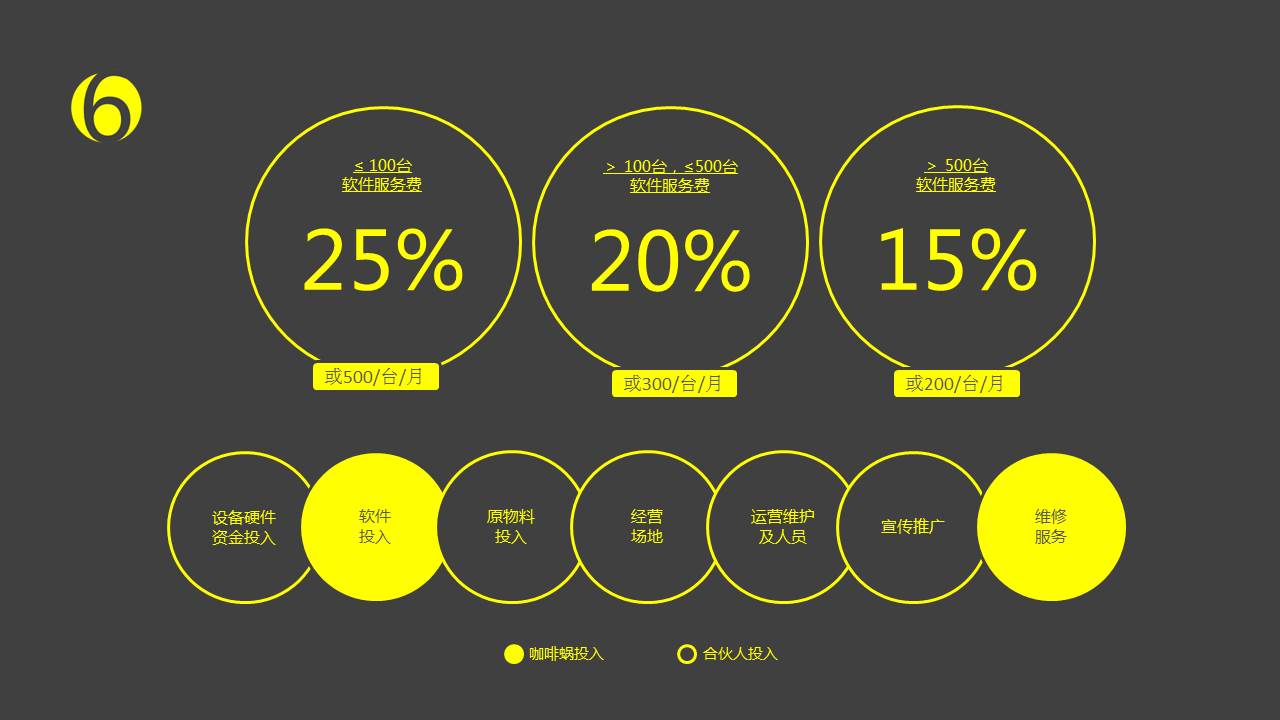 6
≤ 100台
软件服务费
25%
或500/台/月
> 100台，≤500台
软件服务费
20%
或300/台/月
> 500台
软件服务费
15%
或200/台/月
设备硬件
资金投入
软件
投入
原物料
投入
经营
场地
运营维护
及人员
宣传推广
维修
服务
咖啡蜗投入
合伙人投入